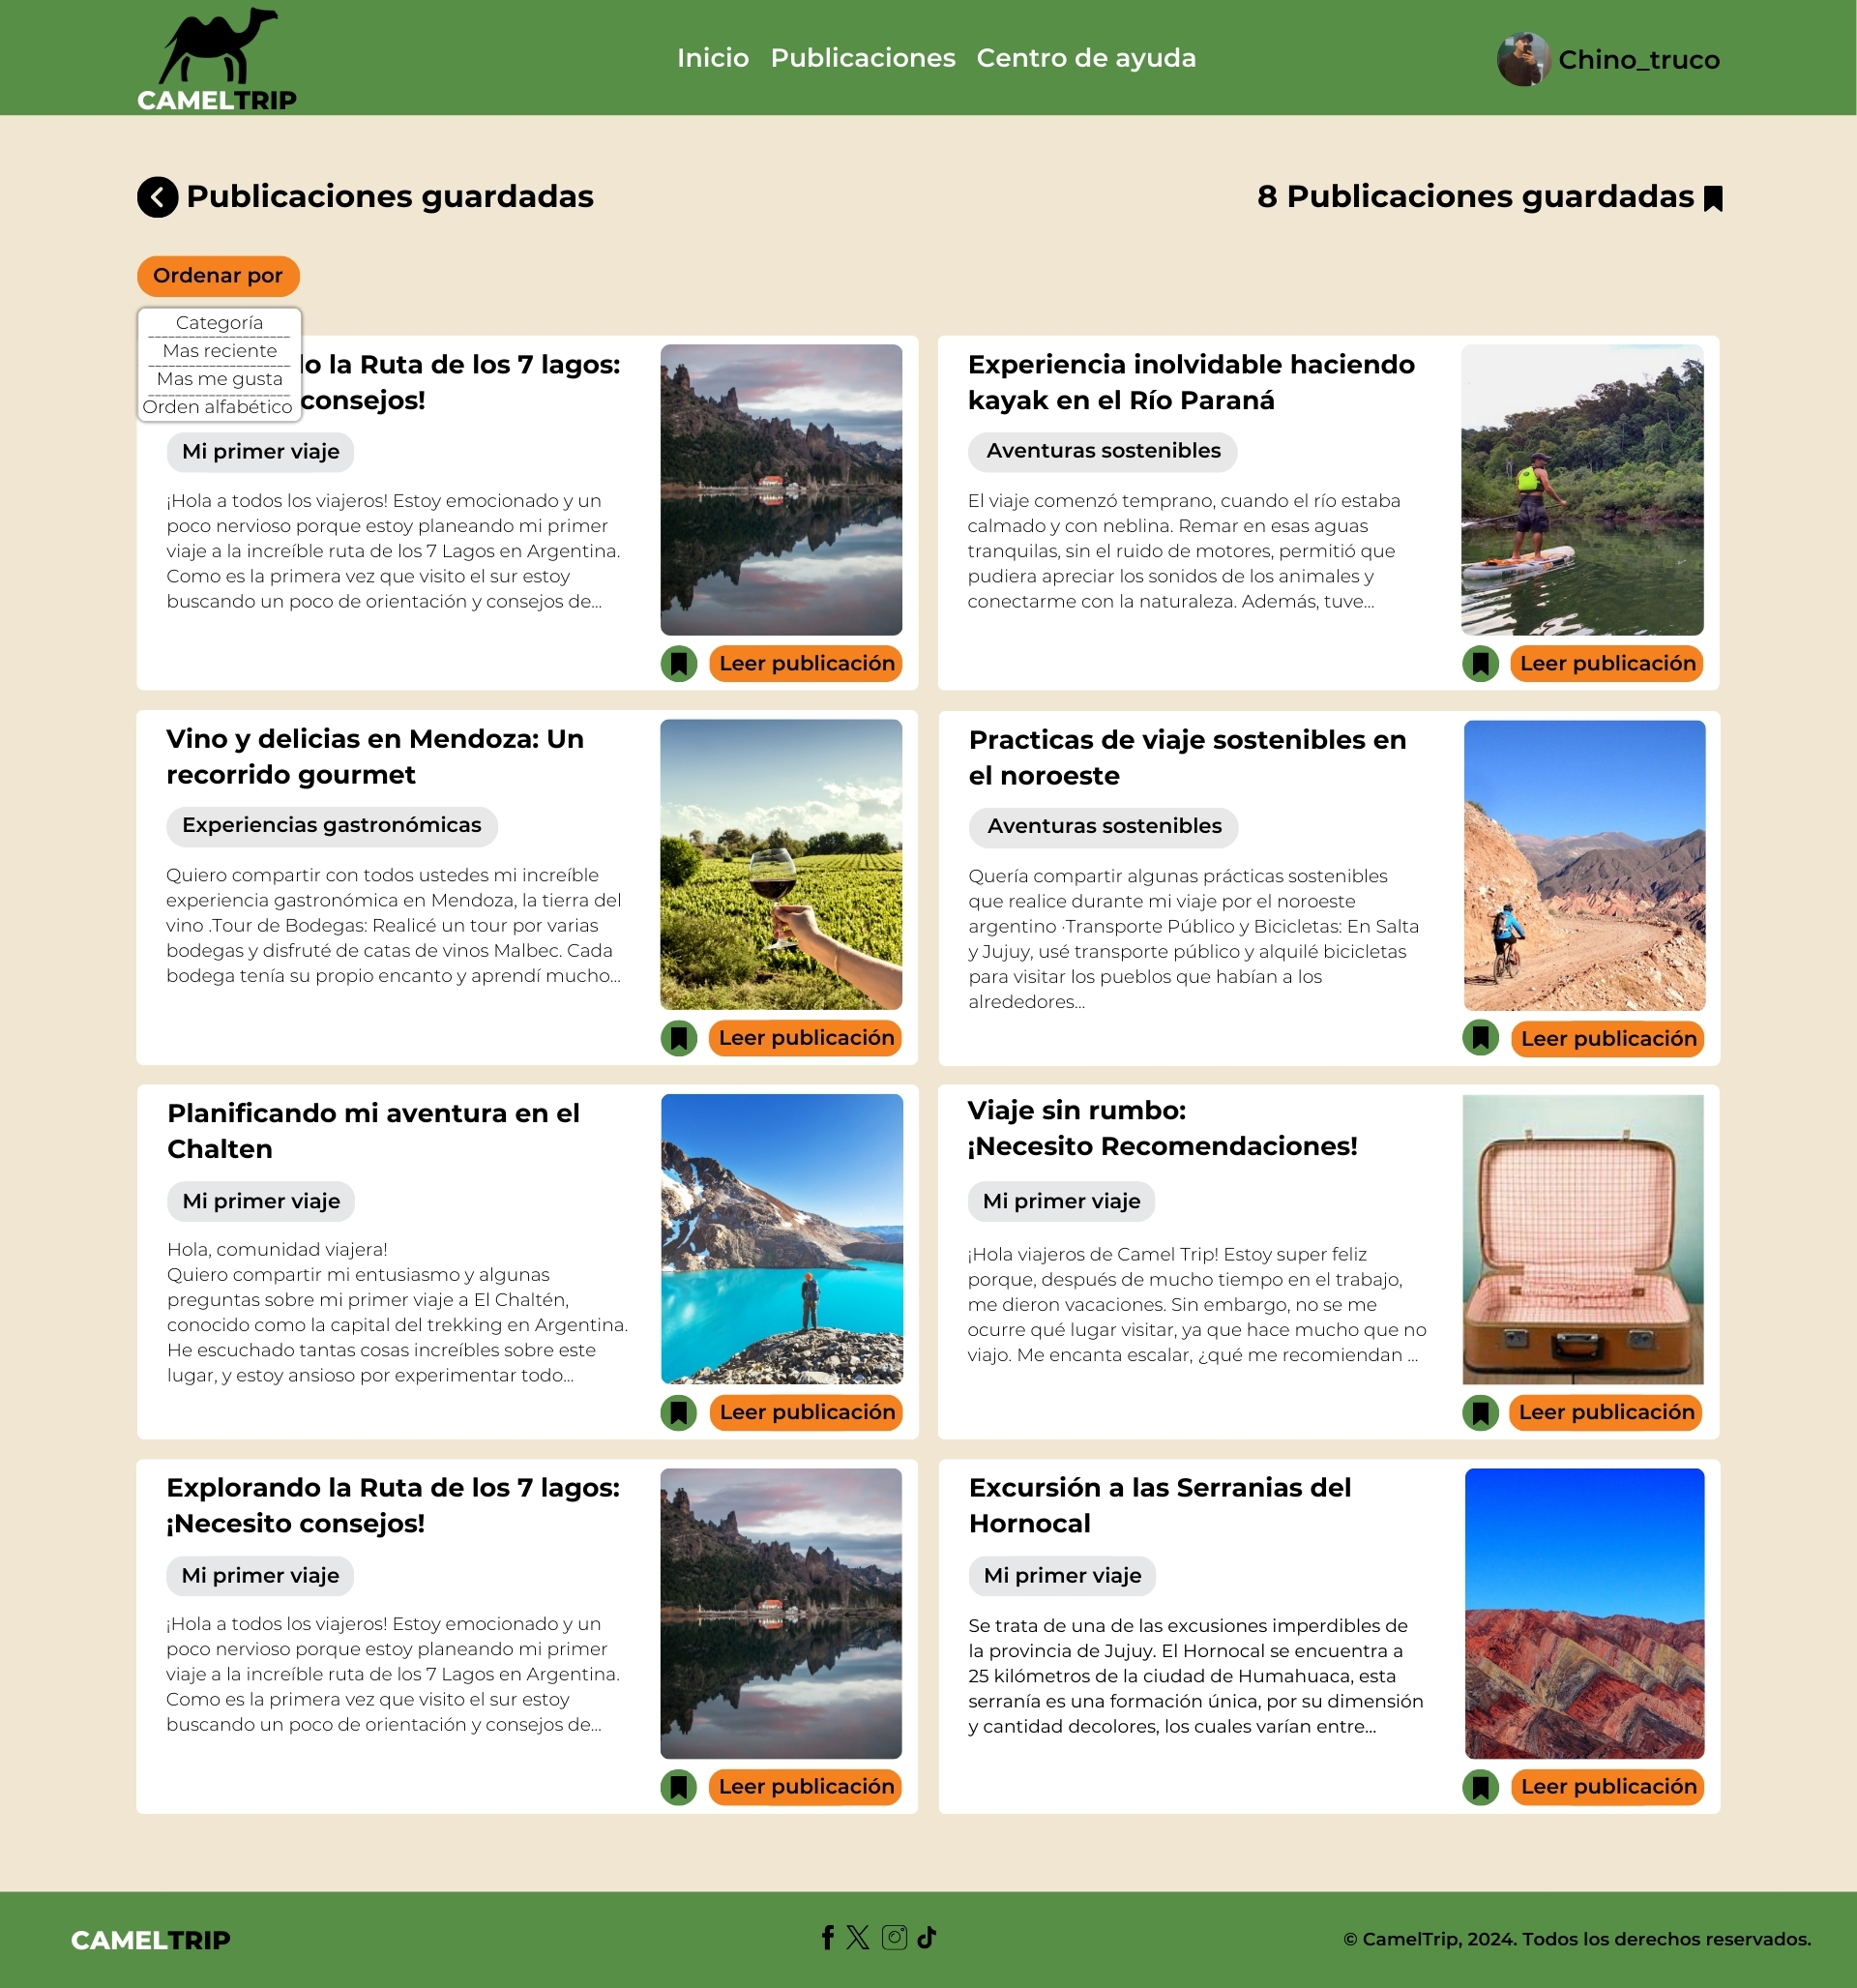 CAMELTRIP
Inicio Publicaciones Centro de ayuda
Chino_truco
Publicaciones guardadas
8 Publicaciones guardadas
Ordenar por
Categoría
Mas reciente
Mas me gusta
Orden alfabético
lo la Ruta de los 7 lagos:
consejos!
Mi primer viaje
¡Hola a todos los viajeros! Estoy emocionado y un
poco nervioso porque estoy planeando mi primer
viaje a la increíble ruta de los 7 Lagos en Argentina.
Como es la primera vez que visito el sur estoy
buscando un poco de orientación y consejos de...
Leer publicación
Experiencia inolvidable haciendo
kayak en el Río Paraná
Aventuras sostenibles
El viaje comenzó temprano, cuando el río estaba
calmado y con neblina. Remar en esas aguas
tranquilas, sin el ruido de motores, permitió que
pudiera apreciar los sonidos de los animales y
conectarme con la naturaleza. Además, tuve...
Leer publicación
Vino y delicias en Mendoza: Un
recorrido gourmet
Experiencias gastronómicas
Quiero compartir con todos ustedes mi increíble
experiencia gastronómica en Mendoza, la tierra del
vino .Tour de Bodegas: Realicé un tour por varias
bodegas y disfruté de catas de vinos Malbec. Cada
bodega tenía su propio encanto y aprendí mucho...
Leer publicación
Practicas de viaje sostenibles en
el noroeste
Aventuras sostenibles
Quería compartir algunas prácticas sostenibles
que realice durante mi viaje por el noroeste
argentino ·Transporte Público y Bicicletas: En Salta
y Jujuy, usé transporte público y alquilé bicicletas
para visitar los pueblos que habían a los
alrededores...
Leer publicación
Planificando mi aventura en el
Chalten
Mi primer viaje
Hola, comunidad viajera!
Quiero compartir mi entusiasmo y algunas
preguntas sobre mi primer viaje a El Chaltén,
conocido como la capital del trekking en Argentina.
He escuchado tantas cosas increíbles sobre este
lugar, y estoy ansioso por experimentar todo...
Leer publicación
Viaje sin rumbo:
¡Necesito Recomendaciones!
Mi primer viaje
¡Hola viajeros de Camel Trip! Estoy super feliz
porque, después de mucho tiempo en el trabajo,
me dieron vacaciones. Sin embargo, no se me
ocurre qué lugar visitar, ya que hace mucho que no
viajo. Me encanta escalar, ¿qué me recomiendan ...
Leer publicación
Explorando la Ruta de los 7 lagos:
¡Necesito consejos!
Mi primer viaje
¡Hola a todos los viajeros! Estoy emocionado y un
poco nervioso porque estoy planeando mi primer
viaje a la increíble ruta de los 7 Lagos en Argentina.
Como es la primera vez que visito el sur estoy
buscando un poco de orientación y consejos de...
Leer publicación
Excursión a las Serranias del
Hornocal
Mi primer viaje
Se trata de una de las excusiones imperdibles de
la provincia de Jujuy. El Hornocal se encuentra a
25 kilómetros de la ciudad de Humahuaca, esta
serranía es una formación única, por su dimensión
y cantidad decolores, los cuales varían entre...
Leer publicación
CAMELTRIP
© CamelTrip, 2024. Todos los derechos reservados.